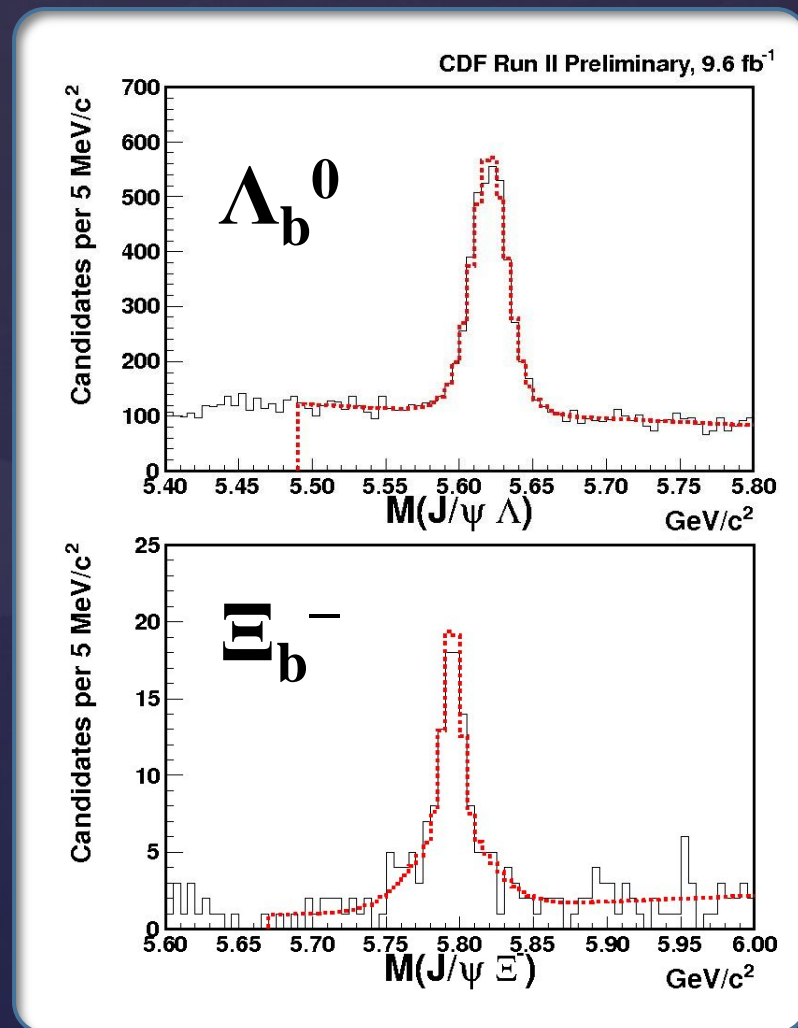 CDF Run II Preliminary, 9.6 fb⁻¹
Candidates per 5 MeV/c²
700
600
500
400
300
200
100
0
Λb⁰
5.40 5.45 5.50 5.55 5.60 5.65 5.70 5.75 5.80
M(J/ψ Λ)
GeV/c²
Candidates per 5 MeV/c²
25
20
15
10
5
0
Ξb⁻
5.60 5.65 5.70 5.75 5.80 5.85 5.90 5.95 6.00
M(J/ψ Ξ⁻)
GeV/c²